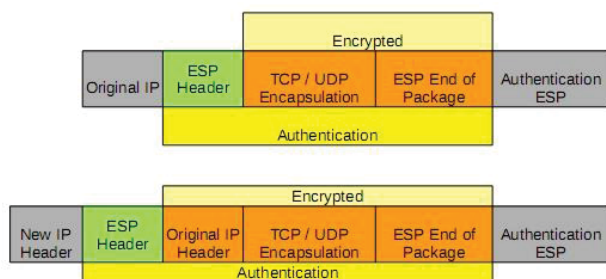 Encrypted
Original IP
ESP
Header
TCP / UDP
Encapsulation
ESP End of
Package
Authentication
ESP
Authentication
Encrypted
New IP
Header
ESP
Header
Original IP
Header
TCP / UDP
Encapsulation
ESP End of
Package
Authentication
ESP
Authentication